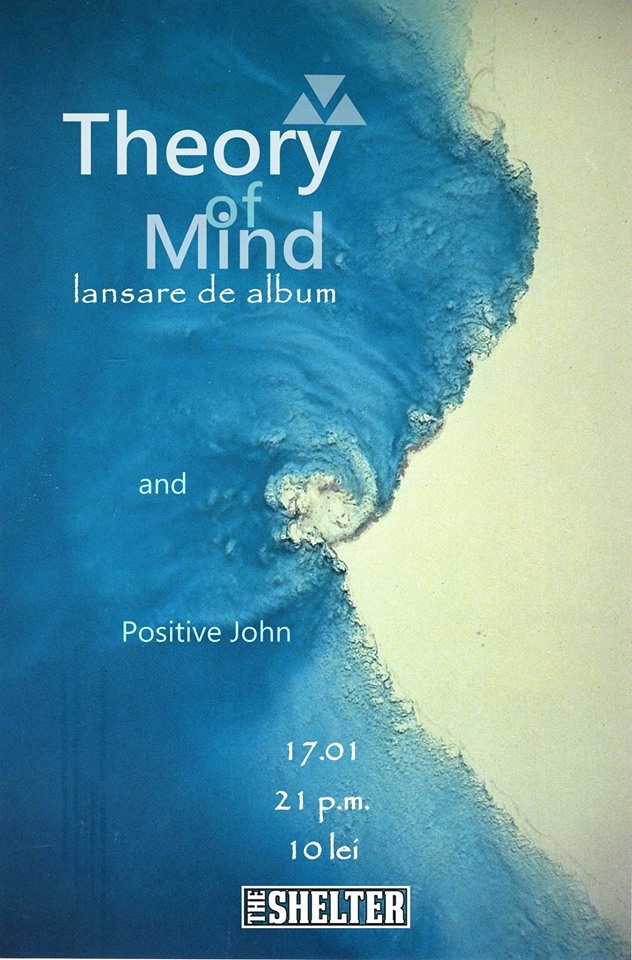 Theory
of
Mind
lansare de album
and
Positive John
17.01
21 p.m.
10 lei
THE SHELTER